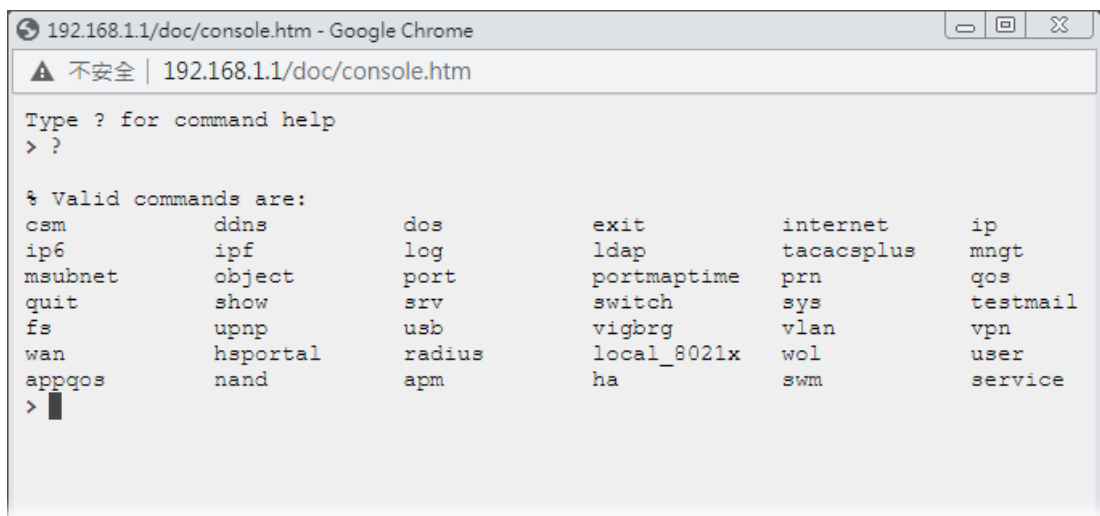 192.168.1.1/doc/console.htm - Google Chrome
不安全 | 192.168.1.1/doc/console.htm
Type ? for command help
> ?
% Valid commands are:
csm ddns dos exit internet ip
ip6 ipf log ldap tacacsplus mngt
msubnet object port portmaptime prn qos
quit show srv switch sys testmail
fs upnp usb vigbrg vlan vpn
wan hsportal radius local_8021x wol user
appqos nand apm ha swm service
>